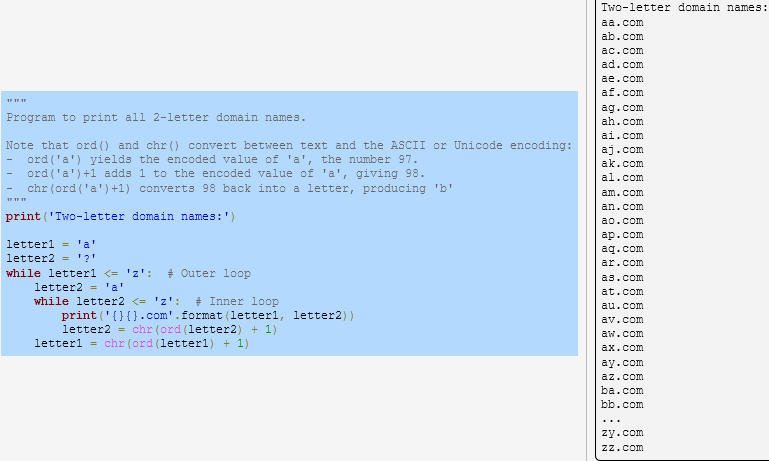 """
Program to print all 2-letter domain names.

Note that ord() and chr() convert between text and the ASCII or Unicode encoding:
-  ord('a') yields the encoded value of 'a', the number 97.
-  ord('a')+1 adds 1 to the encoded value of 'a', giving 98.
-  chr(ord('a')+1) converts 98 back into a letter, producing 'b'
"""
print('Two-letter domain names:')

letter1 = 'a'
letter2 = '?'
while letter1 <= 'z':  # Outer loop
    letter2 = 'a'
    while letter2 <= 'z':  # Inner loop
        print('{}{}.com'.format(letter1, letter2))
        letter2 = chr(ord(letter2) + 1)
    letter1 = chr(ord(letter1) + 1)
Two-letter domain names:
aa.com
ab.com
ac.com
ad.com
ae.com
af.com
ag.com
ah.com
ai.com
aj.com
ak.com
al.com
am.com
an.com
ao.com
ap.com
aq.com
ar.com
as.com
at.com
au.com
av.com
aw.com
ax.com
ay.com
az.com
ba.com
bb.com
...
zy.com
zz.com